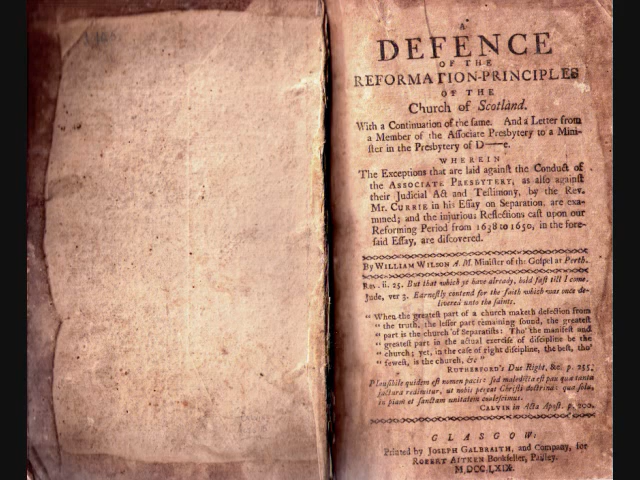 A
DEFENCE
OF THE
REFORMATION-PRINCIPLES
OF THE
Church of Scotland.
With a Continuation of the same. And a Letter from
a Member of the Associate Presbytery to a Mini-
ster in the Presbytery of D——e.
WHEREIN
The Exceptions that are laid against the Conduct of
the ASSOCIATE PRESBYTERY, as also against
their Judicial Act and Testimony, by the Rev.
Mr. CURRIE in his Essay on Separation, are exa-
mined; and the injurious Reflections cast upon our
Reforming Period from 1638 to 1650, in the fore-
said Essay, are discovered.
By WILLIAM WILSON A. M. Minister of the Gospel at Perth.
Rev. ii. 25. But that which ye have already, hold fast till I come.
Jude, ver 3. Earnestly contend for the faith which was once de-
livered unto the saints.
" When the greatest part of a church maketh defection from
" the truth, the lesser part remaining sound, the greatest
" part is the church of Separatists: Tho' the manifest and
" greatest part in the actual exercise of discipline be the
" church; yet, in the case of right discipline, the best, tho'
" fewest, is the church, &c "
RUTHERFORD's Due Right, &c. p. 255.
Plausibile quidem est nomen pacis: sed maledicta est pax quæ tanta
jactura redimitur, ut nobis pereat Christi doctrina: qua sola,
in piam et sanctam unitatem coalescimus.
CALVIN in Acta Apost. p. 200.
GLASGOW:
Printed by JOSEPH GALBRAITH, and Company, for
ROBERT AITKEN Bookseller, Paisley.
M,DCC,LXIX.